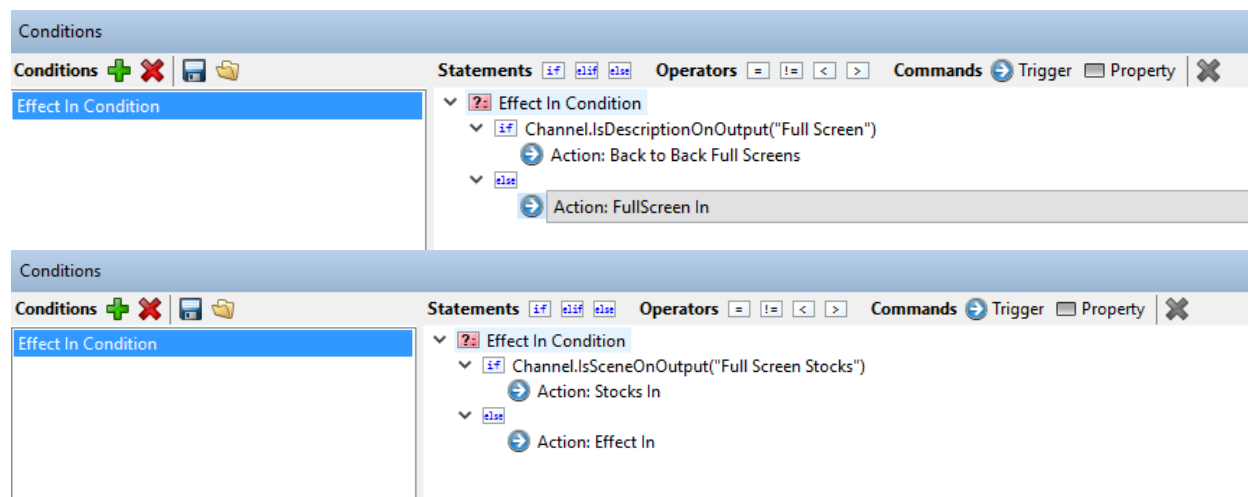 Conditions
Conditions Statements if elif else Operators = != < > Commands Trigger Property
Effect In Condition ?: Effect In Condition
if Channel.IsDescriptionOnOutput("Full Screen")
Action: Back to Back Full Screens
else
Action: FullScreen In
Conditions
Conditions Statements if elif else Operators = != < > Commands Trigger Property
Effect In Condition ?: Effect In Condition
if Channel.IsSceneOnOutput("Full Screen Stocks")
Action: Stocks In
else
Action: Effect In